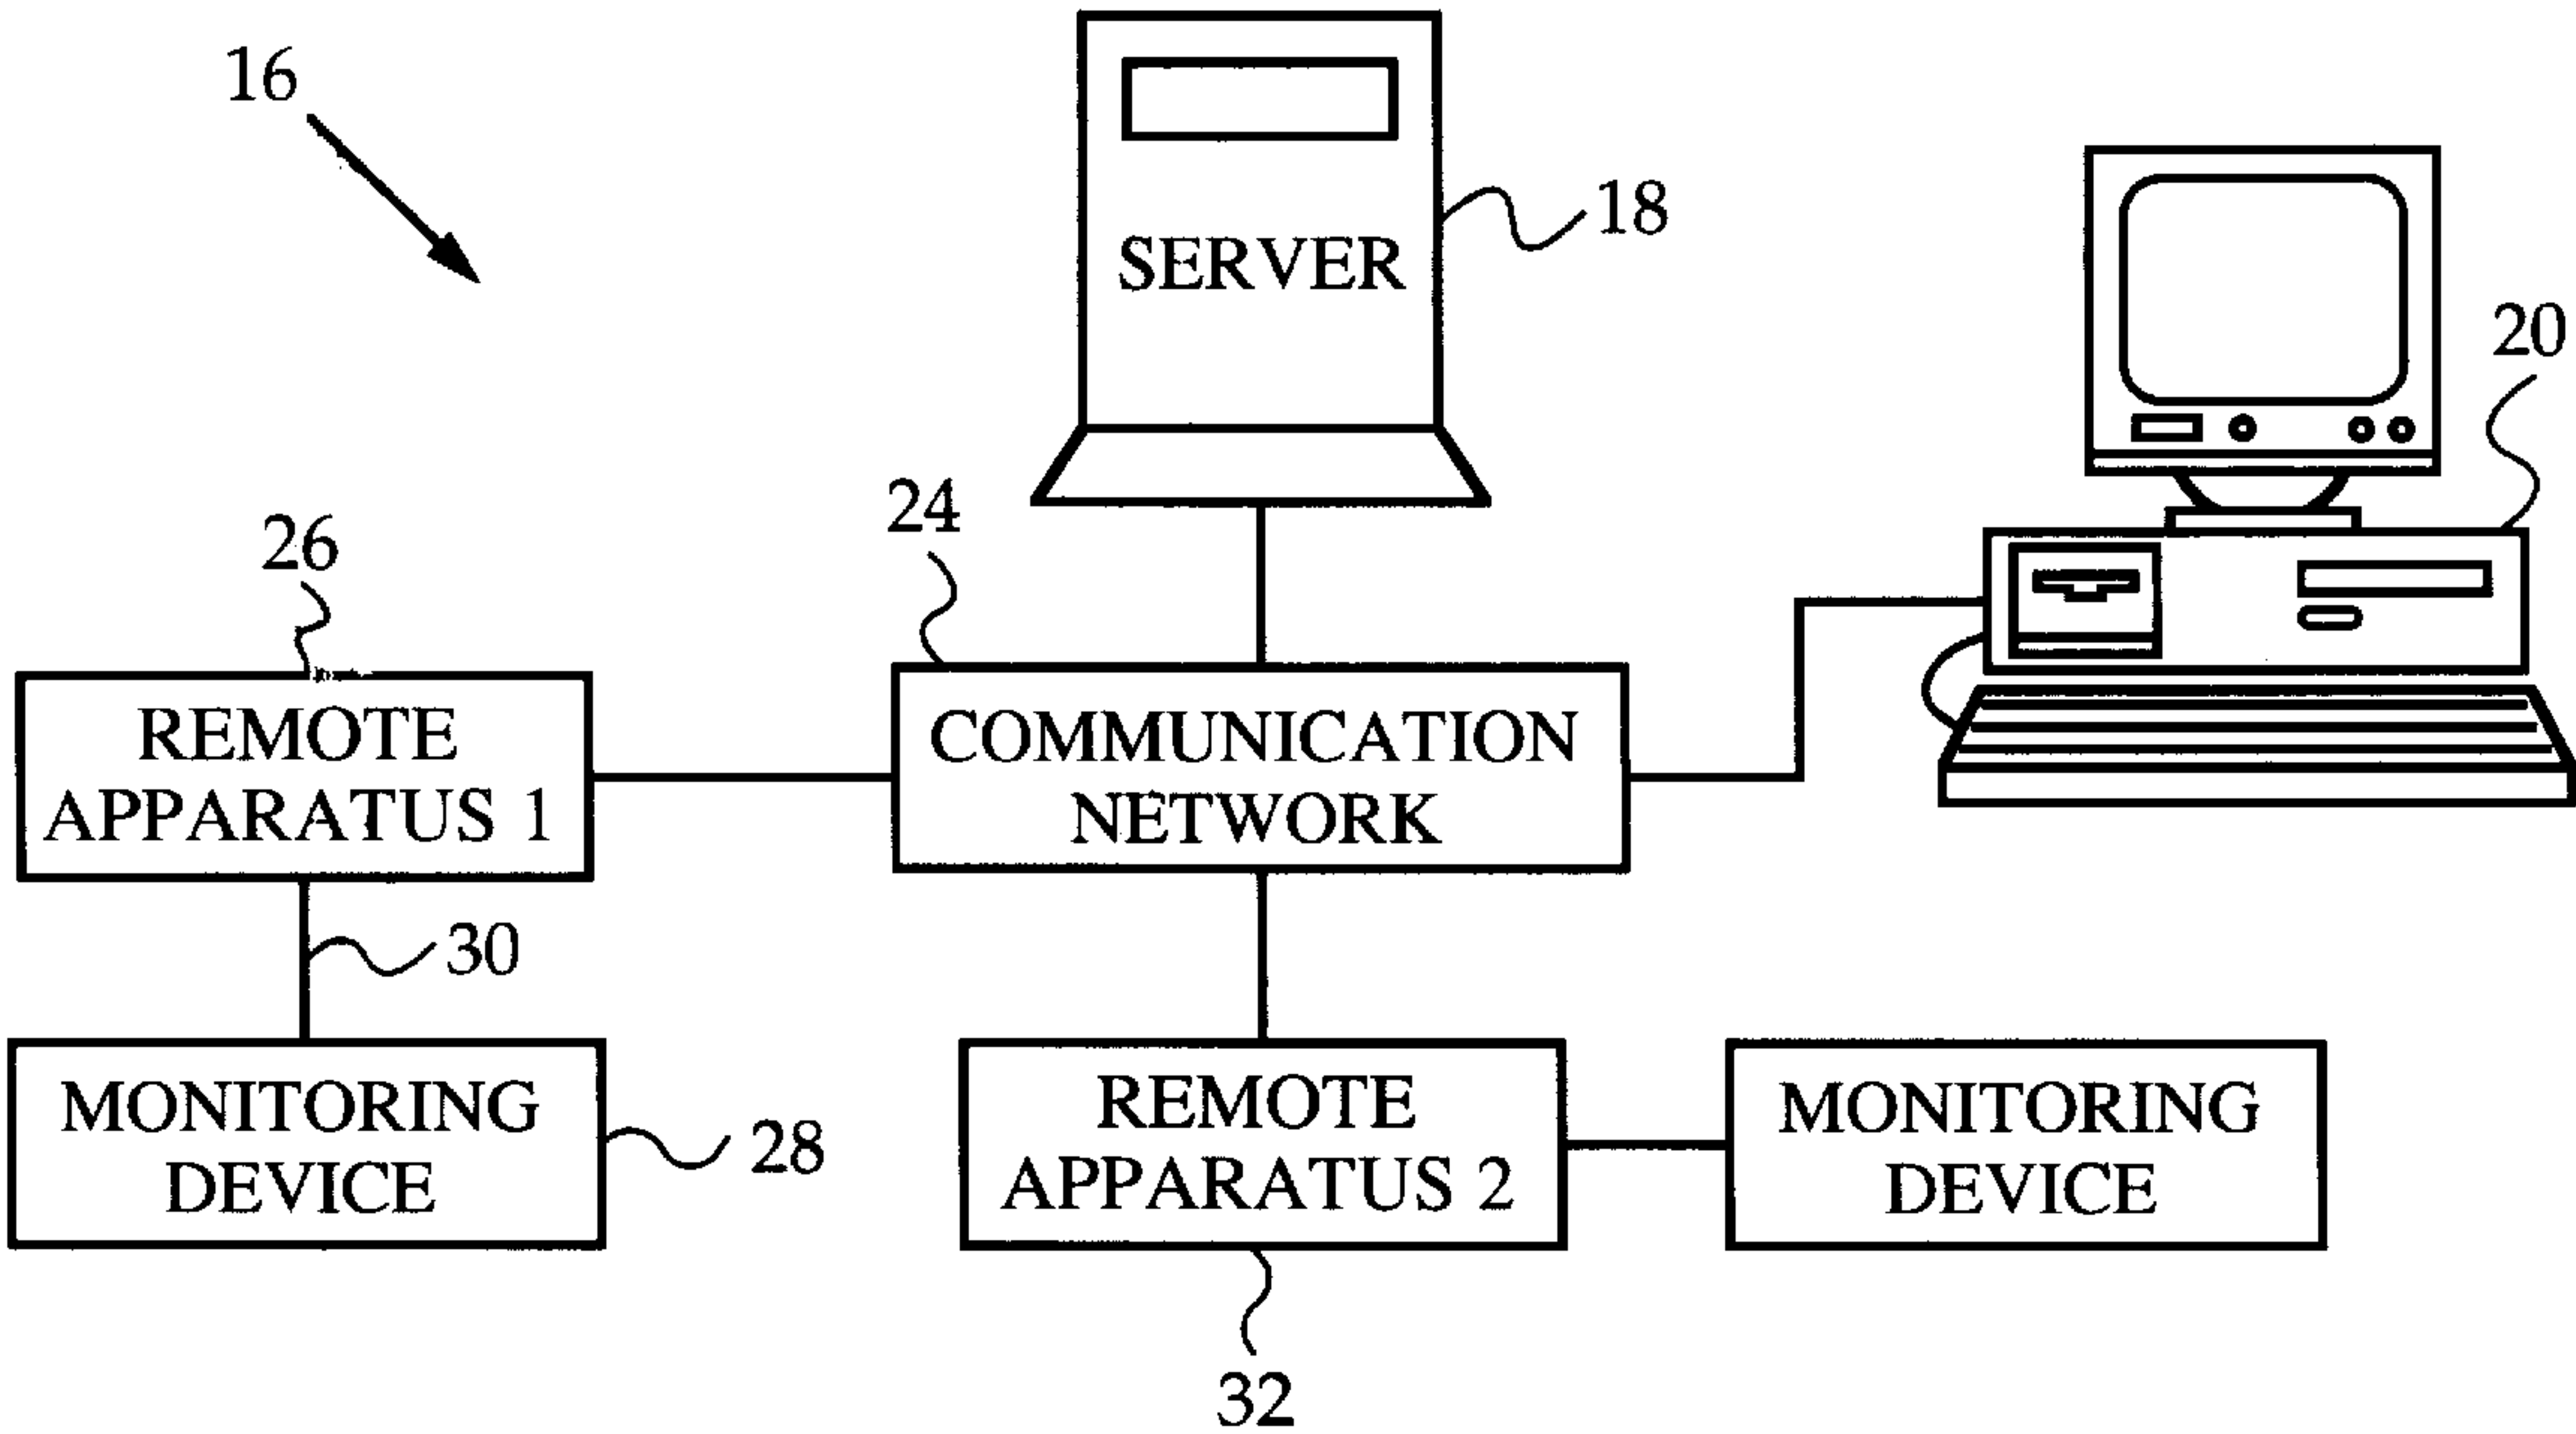 16
SERVER
18
20
24
26
REMOTE
APPARATUS 1
COMMUNICATION
NETWORK
30
MONITORING
DEVICE
28
REMOTE
APPARATUS 2
MONITORING
DEVICE
32